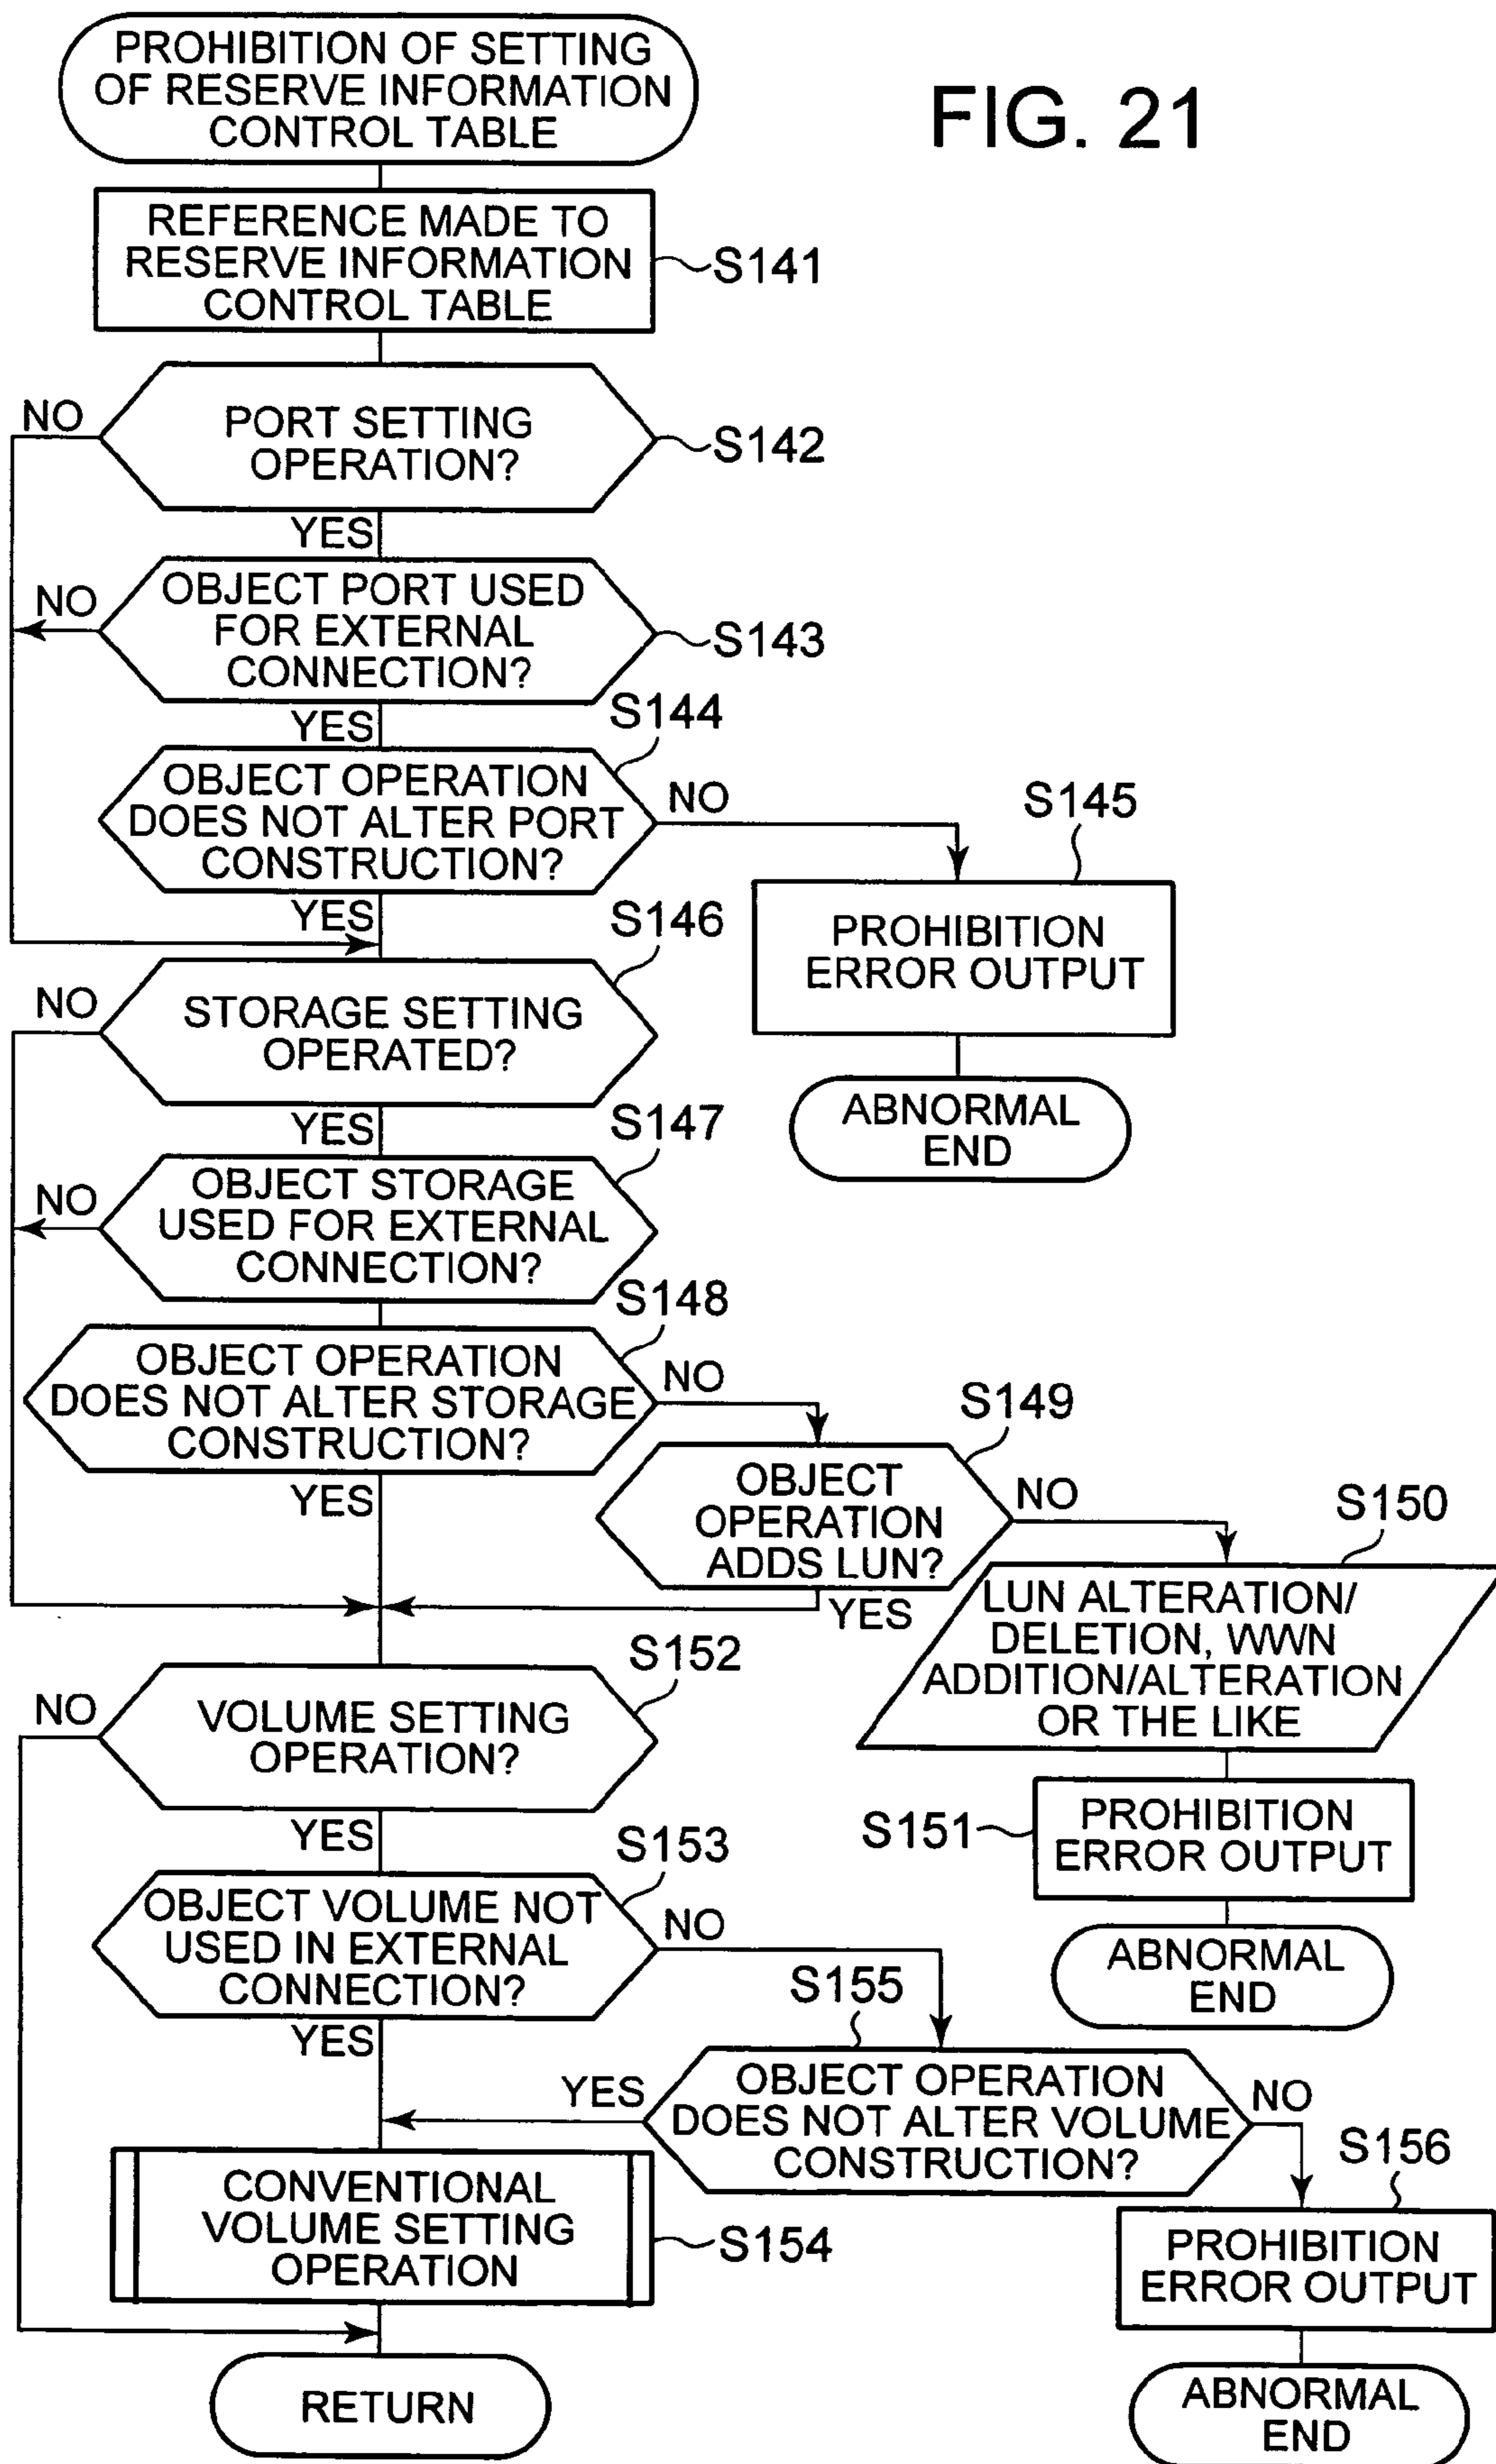 FIG. 21
PROHIBITION OF SETTING
OF RESERVE INFORMATION
CONTROL TABLE
REFERENCE MADE TO
RESERVE INFORMATION
CONTROL TABLE
S141
NO
PORT SETTING
OPERATION?
S142
YES
NO
OBJECT PORT USED
FOR EXTERNAL
CONNECTION?
S143
YES
S144
OBJECT OPERATION
DOES NOT ALTER PORT
CONSTRUCTION?
NO
S145
PROHIBITION
ERROR OUTPUT
ABNORMAL
END
YES
S146
NO
STORAGE SETTING
OPERATED?
YES
S147
NO
OBJECT STORAGE
USED FOR EXTERNAL
CONNECTION?
S148
OBJECT OPERATION
DOES NOT ALTER STORAGE
CONSTRUCTION?
NO
S149
YES
OBJECT
OPERATION
ADDS LUN?
NO
S150
YES
LUN ALTERATION/
DELETION, WWN
ADDITION/ALTERATION
OR THE LIKE
S151
PROHIBITION
ERROR OUTPUT
ABNORMAL
END
S152
NO
VOLUME SETTING
OPERATION?
YES
S153
OBJECT VOLUME NOT
USED IN EXTERNAL
CONNECTION?
NO
S155
YES
YES
OBJECT OPERATION
DOES NOT ALTER VOLUME
CONSTRUCTION?
NO
S156
PROHIBITION
ERROR OUTPUT
ABNORMAL
END
CONVENTIONAL
VOLUME SETTING
OPERATION
S154
RETURN